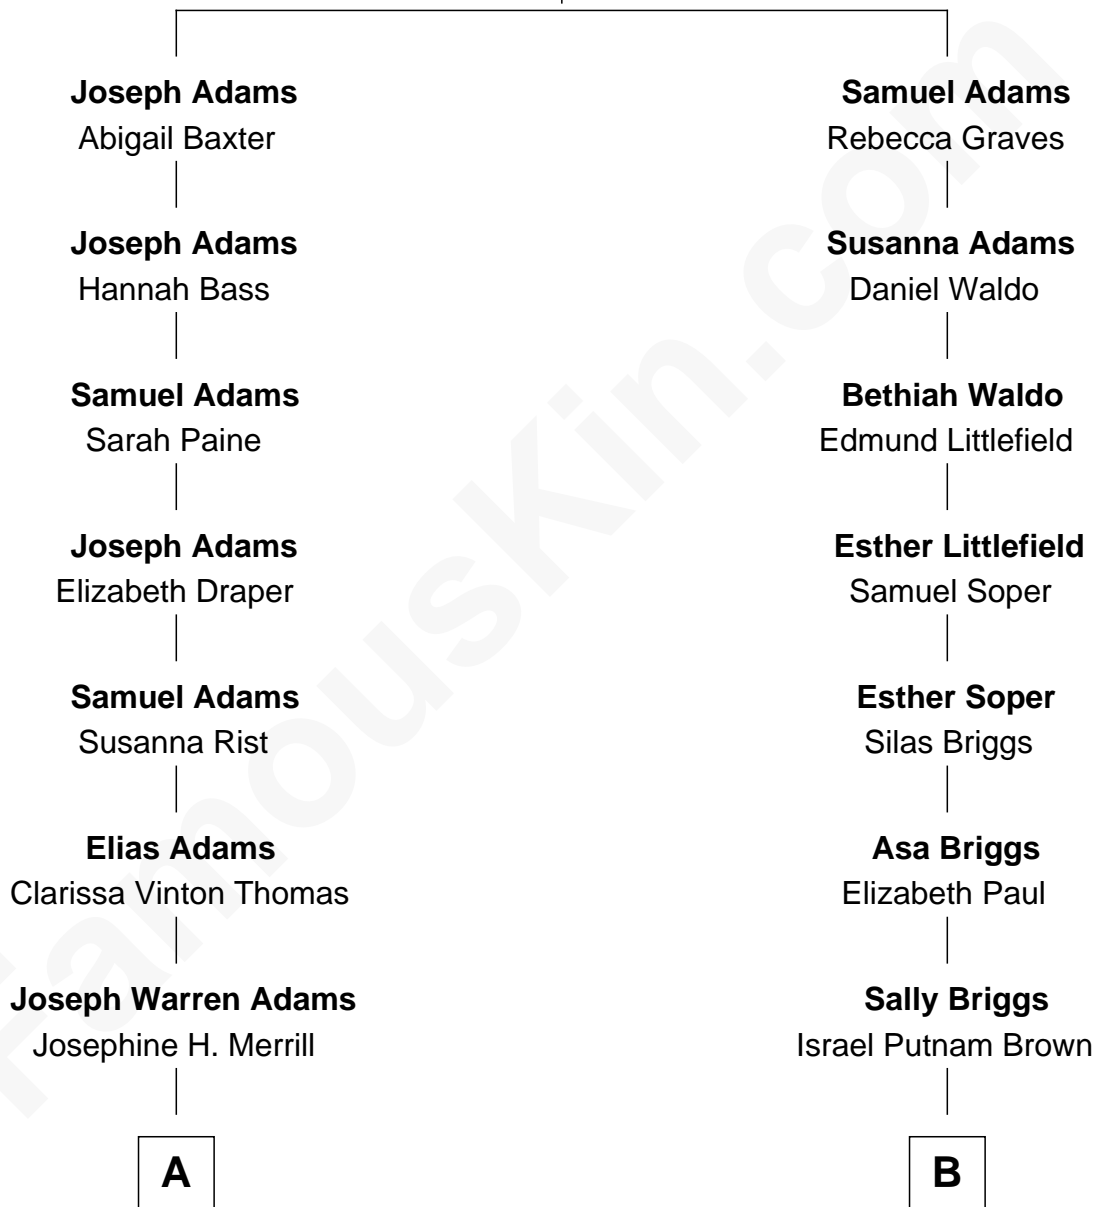 Joseph Adams
Abigail Baxter
Joseph Adams
Hannah Bass
Samuel Adams
Sarah Paine
Joseph Adams
Elizabeth Draper
Samuel Adams
Susanna Rist
Elias Adams
Clarissa Vinton Thomas
Joseph Warren Adams
Josephine H. Merrill
A
Samuel Adams
Rebecca Graves
Susanna Adams
Daniel Waldo
Bethiah Waldo
Edmund Littlefield
Esther Littlefield
Samuel Soper
Esther Soper
Silas Briggs
Asa Briggs
Elizabeth Paul
Sally Briggs
Israel Putnam Brown
B
FamousKin.com